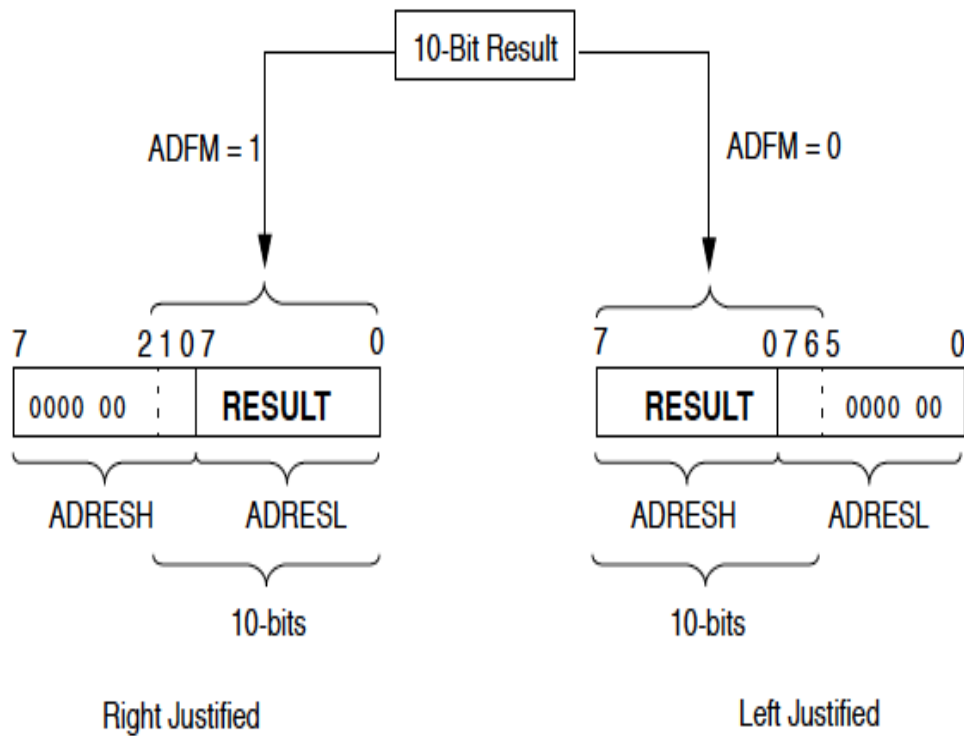 10-Bit Result
ADFM = 1
ADFM = 0
7 2 1 0 7 0
7 0 7 6 5 0
0000 00 RESULT
RESULT 0000 00
ADRESH ADRESL
ADRESH ADRESL
10-bits
10-bits
Right Justified
Left Justified